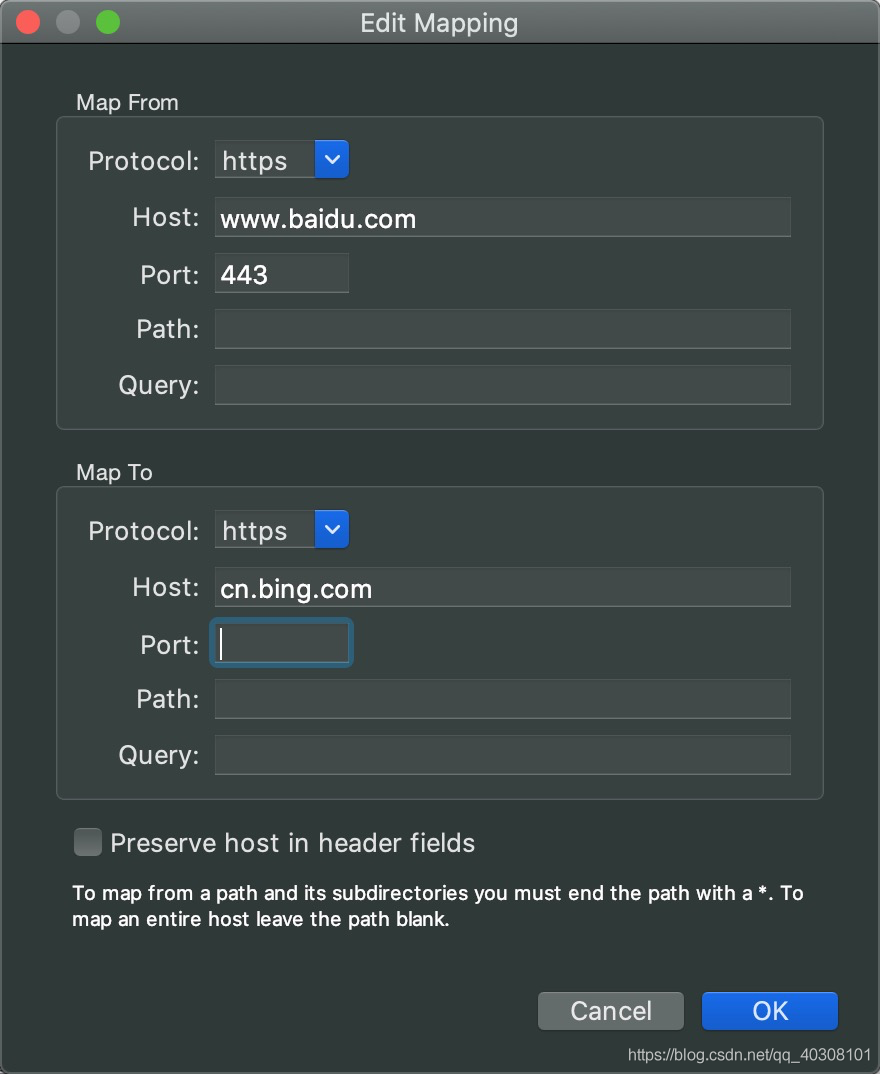 Edit Mapping
Map From
Protocol: https
Host: www.baidu.com
Port: 443
Path:
Query:
Map To
Protocol: https
Host: cn.bing.com
Port:
Path:
Query:
Preserve host in header fields
To map from a path and its subdirectories you must end the path with a *. To
map an entire host leave the path blank.
Cancel OK
https://blog.csdn.net/qq_40308101